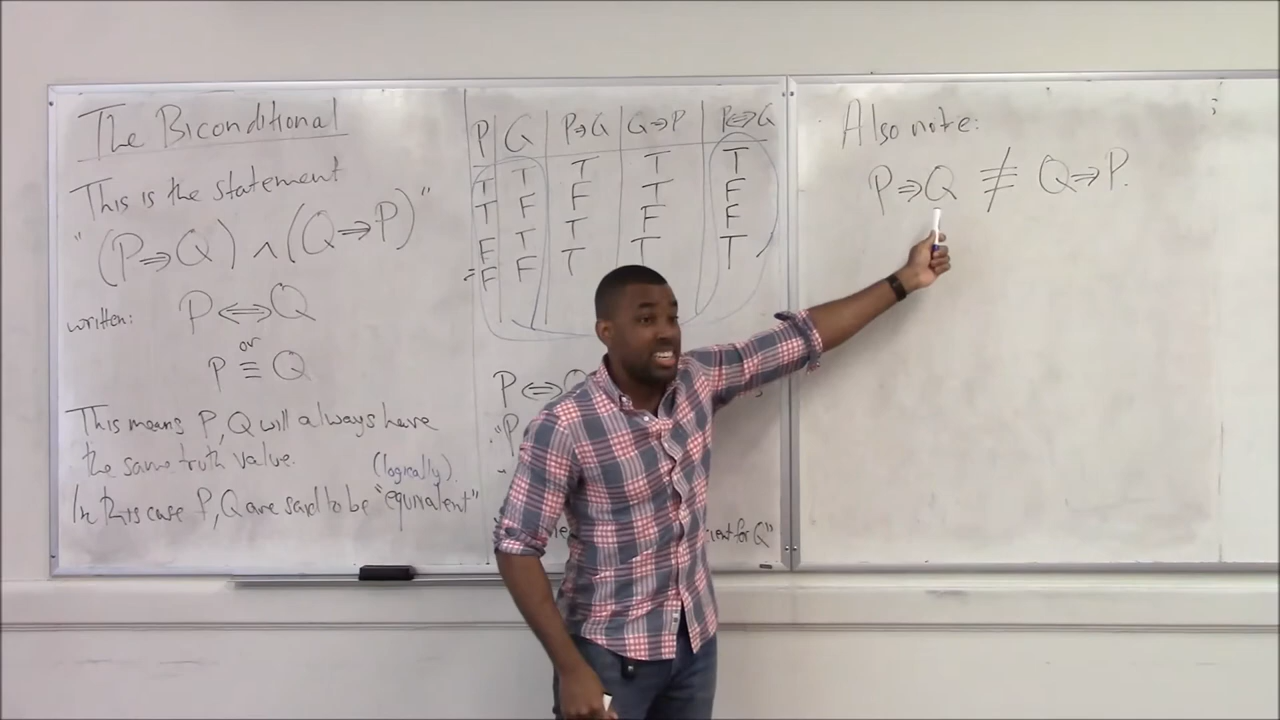 The Biconditional
This is the statement
"(P⇒Q) ∧ (Q⇒P)"
written: P⇔Q
or
P≡Q
This means P, Q will always have
the same truth value.
(logically).
In this case P, Q are said to be "equivalent"
P Q P⇒Q Q⇒P P⇔Q
T T T T T
T F F T F
F T T F F
F F T T T
P⇔Q
"P
for Q"
Also note:
P⇒Q ≢ Q⇒P.